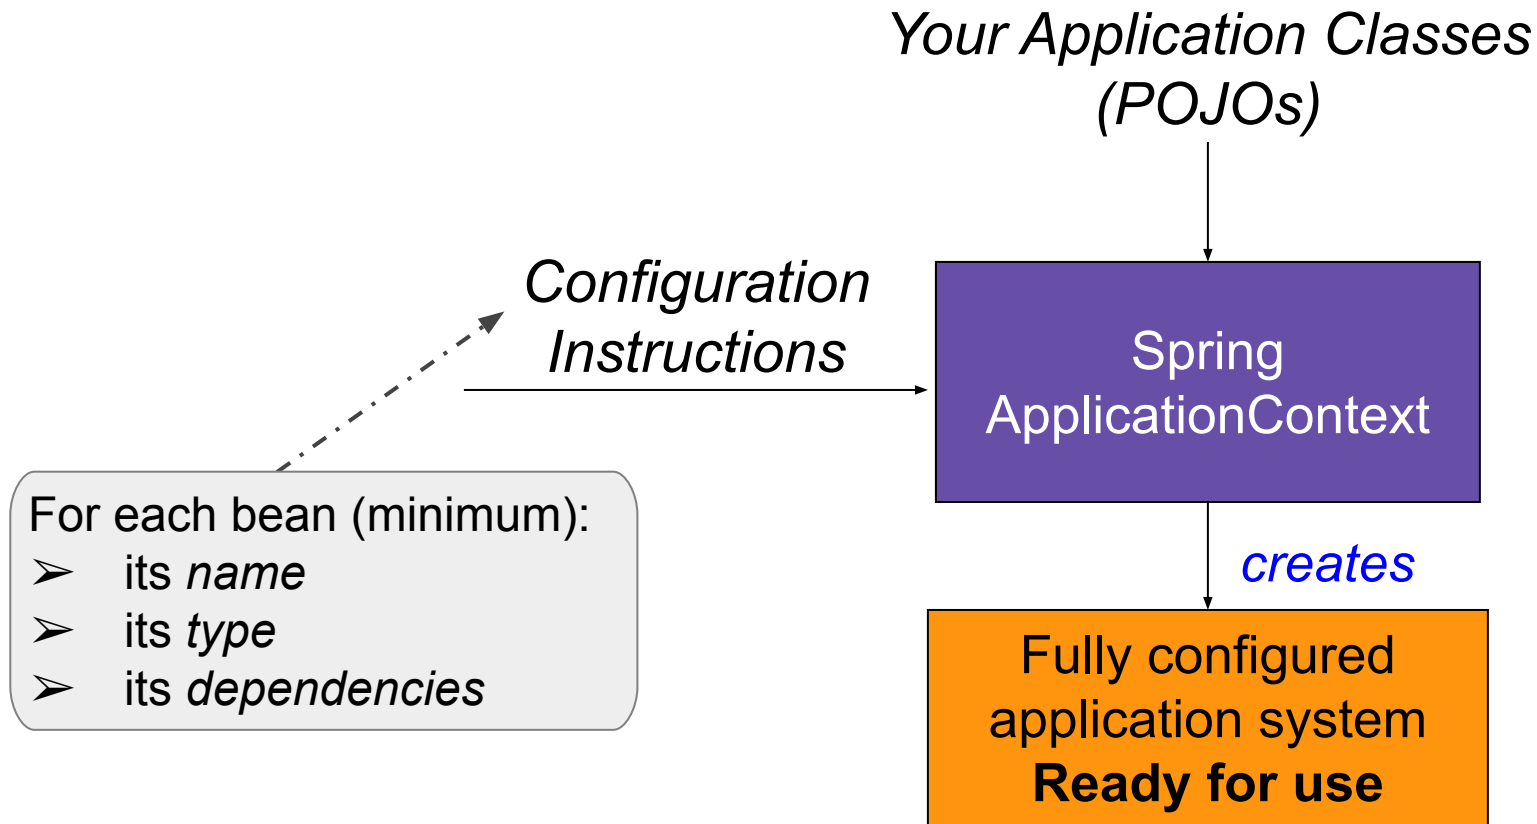 Your Application Classes
(POJOs)
Configuration
Instructions
Spring
ApplicationContext
For each bean (minimum):
➢ its name
➢ its type
➢ its dependencies
creates
Fully configured
application system
Ready for use